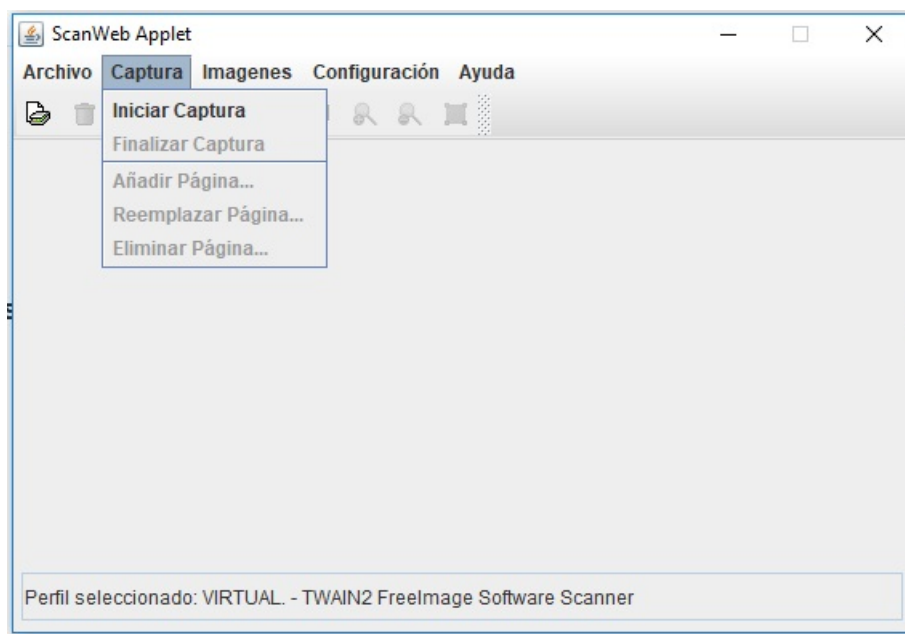 ScanWeb Applet
Archivo Captura Imagenes Configuración Ayuda
Iniciar Captura
Finalizar Captura
Añadir Página...
Reemplazar Página...
Eliminar Página...
Perfil seleccionado: VIRTUAL. - TWAIN2 FreeImage Software Scanner